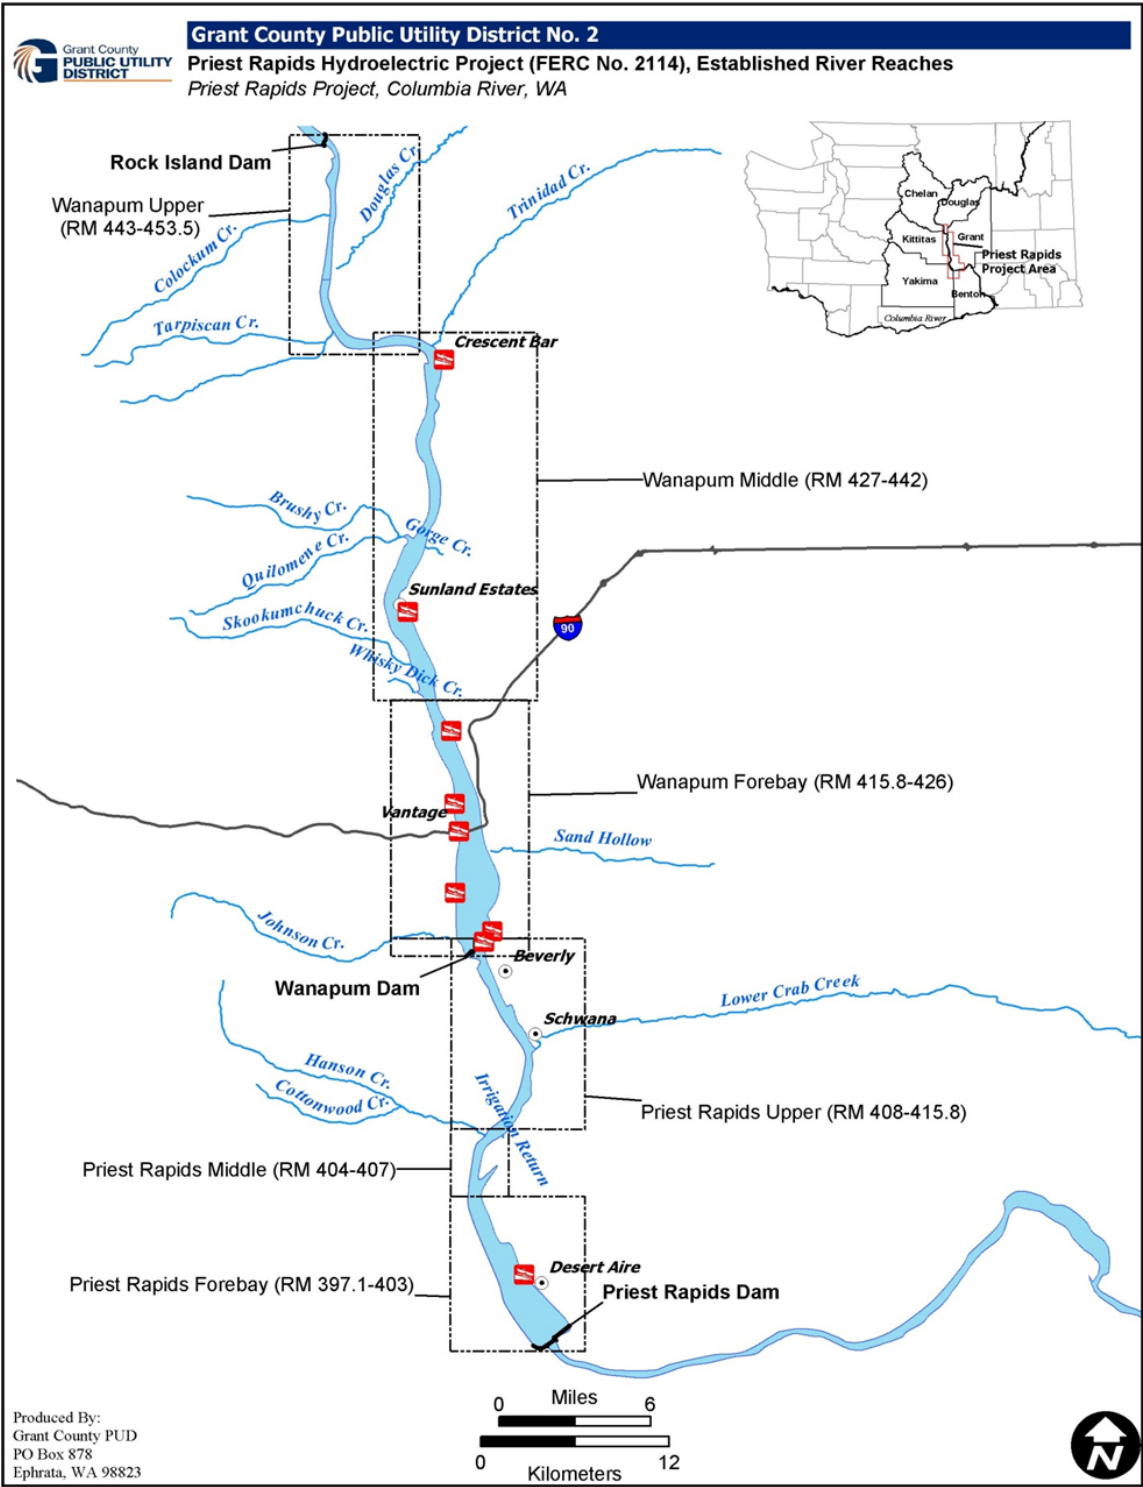 Grant County Public Utility District No. 2
Grant County
PUBLIC UTILITY
DISTRICT
Priest Rapids Hydroelectric Project (FERC No. 2114), Established River Reaches
Priest Rapids Project, Columbia River, WA
Rock Island Dam
Douglas Cr.
Trinidad Cr.
Chelan
Douglas
Kittitas
Grant
Priest Rapids
Project Area
Yakima
Benton
Columbia River
Wanapum Upper
(RM 443-453.5)
Colockum Cr.
Tarpiscan Cr.
Crescent Bar
Wanapum Middle (RM 427-442)
Brushy Cr.
Gorge Cr.
Quilomene Cr.
Sunland Estates
Skookumchuck Cr.
90
Whisky Dick Cr.
Wanapum Forebay (RM 415.8-426)
Vantage
Sand Hollow
Johnson Cr.
Beverly
Wanapum Dam
Lower Crab Creek
Schwana
Hanson Cr.
Cottonwood Cr.
Irrigation Return
Priest Rapids Upper (RM 408-415.8)
Priest Rapids Middle (RM 404-407)
Desert Aire
Priest Rapids Forebay (RM 397.1-403)
Priest Rapids Dam
Miles
0 6
0 12
Kilometers
Produced By:
Grant County PUD
PO Box 878
Ephrata, WA 98823
N